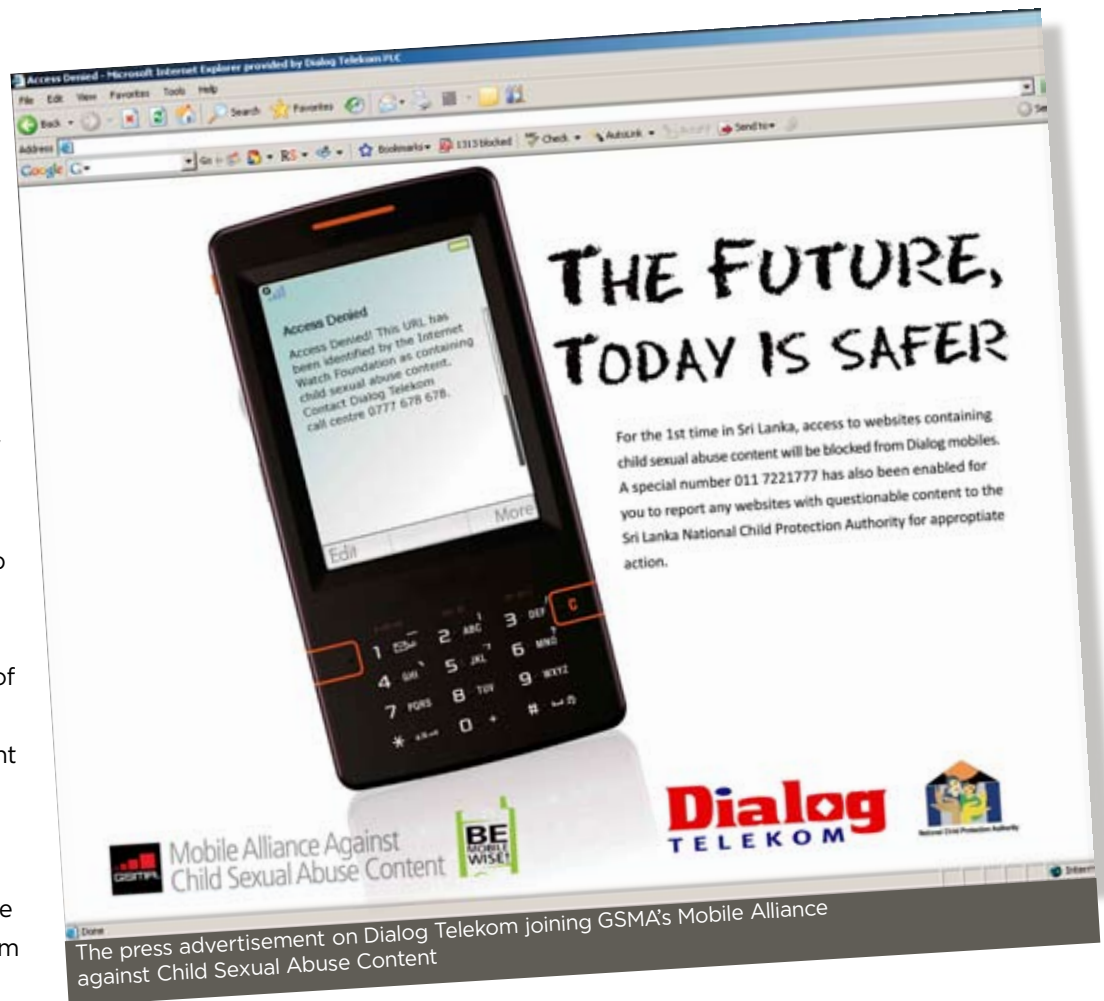 Access Denied - Microsoft Internet Explorer provided by Dialog Telekom PLC
File Edit View Favorites Tools Help
Back Search Favorites
Address
Google G Go RS Bookmarks 1313 blocked Check AutoLink Send to
Access Denied
Access Denied! This URL has
been identified by the Internet
Watch Foundation as containing
child sexual abuse content.
Contact Dialog Telekom
call centre 0777 678 678.
Edit More
1 2 ABC 3 DEF C
4 GHI 5 JKL 6 MNO
7 PQRS 8 TUV 9 WXYZ
* 0 + #
THE FUTURE,
TODAY IS SAFER
For the 1st time in Sri Lanka, access to websites containing
child sexual abuse content will be blocked from Dialog mobiles.
A special number 011 7221777 has also been enabled for
you to report any websites with questionable content to the
Sri Lanka National Child Protection Authority for approptiate
action.
GSMA
Mobile Alliance Against
Child Sexual Abuse Content
BE
MOBILE
WISE!
Dialog
TELEKOM
National Child Protection Authority
Done
The press advertisement on Dialog Telekom joining GSMA's Mobile Alliance
against Child Sexual Abuse Content